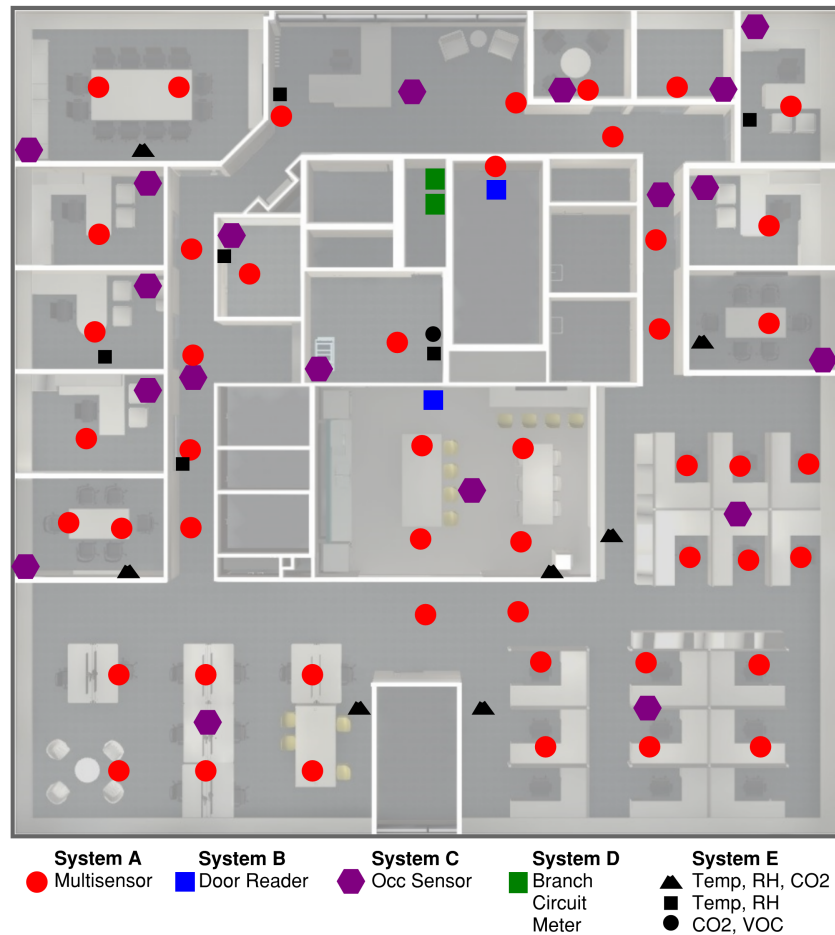 System A System B System C System D System E
Multisensor Door Reader Occ Sensor Branch Temp, RH, CO2
Circuit Temp, RH
Meter CO2, VOC